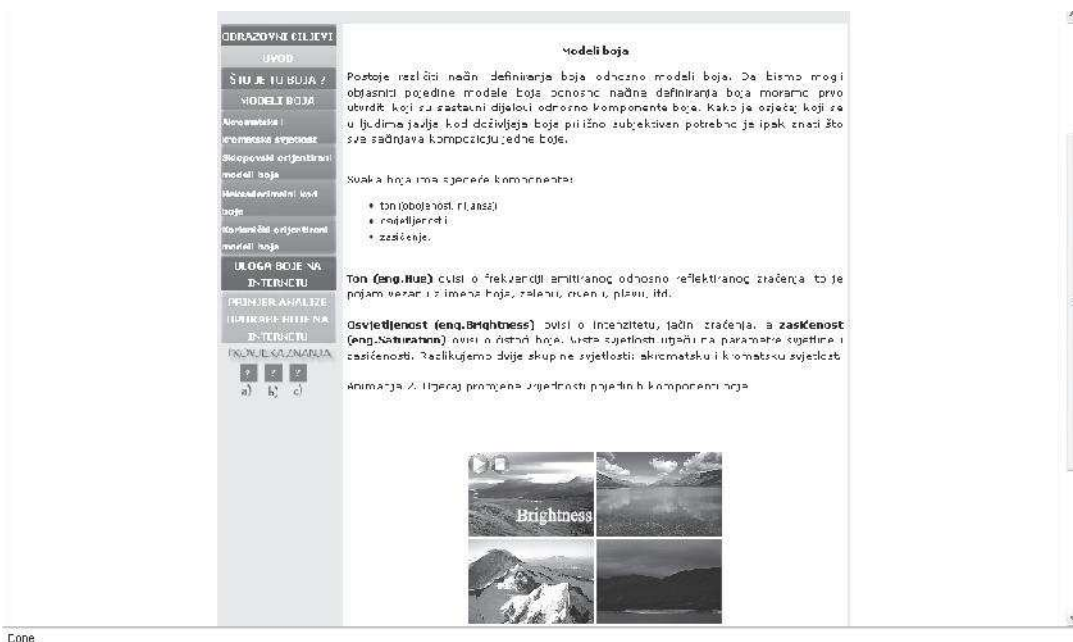 OBRAZOVNI CILJEVI
UVOD
ŠTO JE TO BOJA ?
MODELI BOJA
Akromatska i
kromatska svjetlost
Sklopovski orijentirani
modeli boja
Heksadecimalni kod
boja
Korisnički orijentirani
modeli boja
ULOGA BOJE NA
INTERNETU
PRIMJER ANALIZE
UPORABE BOJE NA
INTERNETU
PROVJERA ZNANJA
? ? ?
a) b) c)
Modeli boja
Postoje različiti načini definiranja boja odnosno modeli boja. Da bismo mogli
objasniti pojedine modele boja odnosno načine definiranja boja moramo prvo
utvrditi koji su sastavni dijelovi odnosno komponente boje. Kako je osjećaj koji se
u ljudima javlja kod doživljaja boja prilično subjektivan potrebno je ipak znati što
sve sačinjava kompoziciju jedne boje.
Svaka boja ima sljedeće komponente:
• ton (obojenost, nijansa)
• osvijetljenost i
• zasićenje.
Ton (eng.Hue) ovisi o frekvenciji emitiranog odnosno reflektiranog zračenja, to je
pojam vezan uz imena boja, zelenu, crvenu, plavu, itd.
Osvjetljenost (eng.Brightness) ovisi o intenzitetu, jačini zračenja, a zasićenost
(eng.Saturation) ovisi o čistoći boje. Vrste svjetlosti utječu na parametre svjetline i
zasićenosti. Razlikujemo dvije skupine svjetlosti: akromatsku i kromatsku svjetlost.
Animacija 2. Utjecaj promjene vrijednosti pojedinih komponenti boje
Brightness
Done